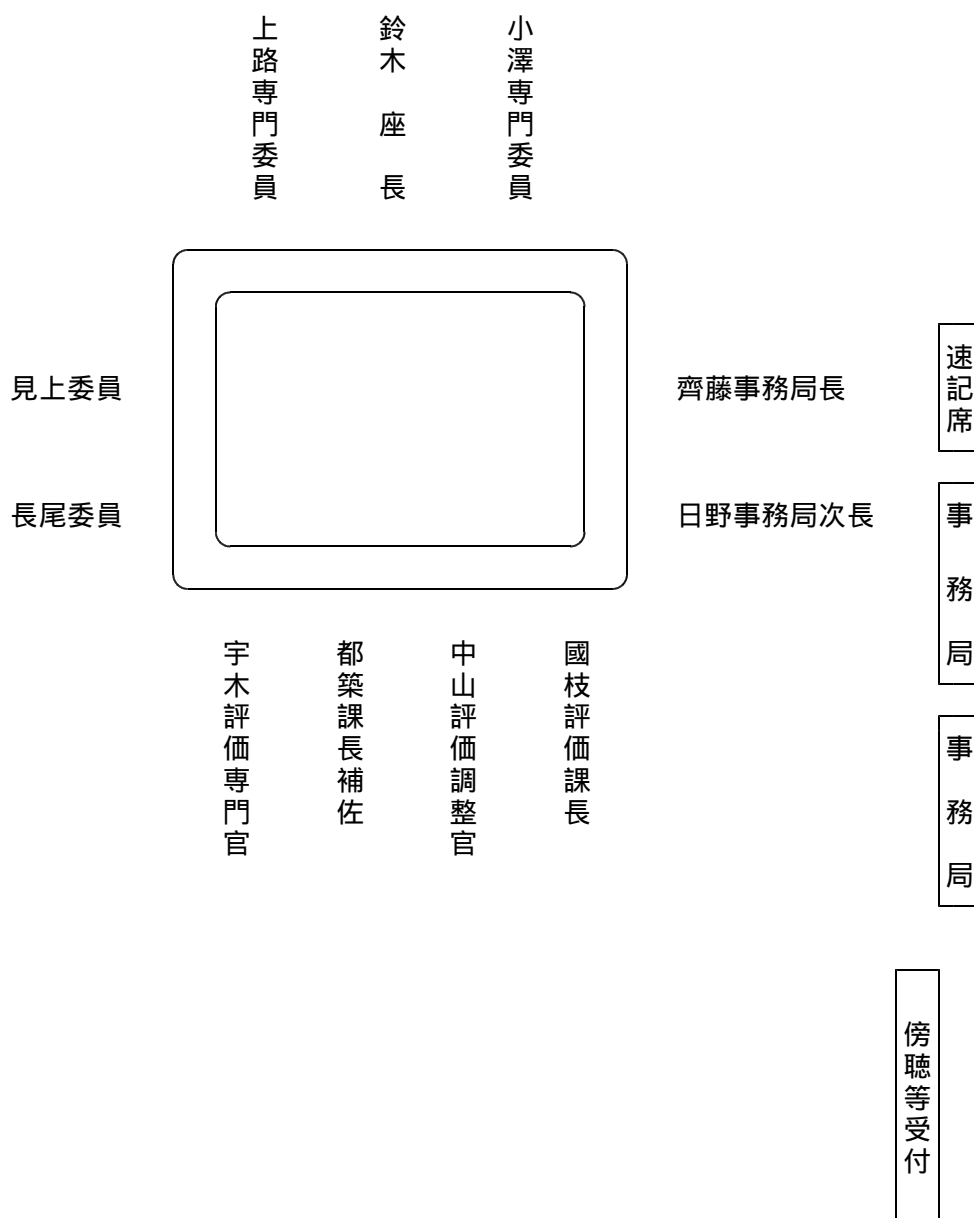 上路専門委員
鈴木 座 長
小澤専門委員
見上委員
齊藤事務局長
速記席
長尾委員
日野事務局次長
事務局
宇木評価専門官
都築課長補佐
中山評価調整官
國枝評価課長
事務局
傍聴等受付